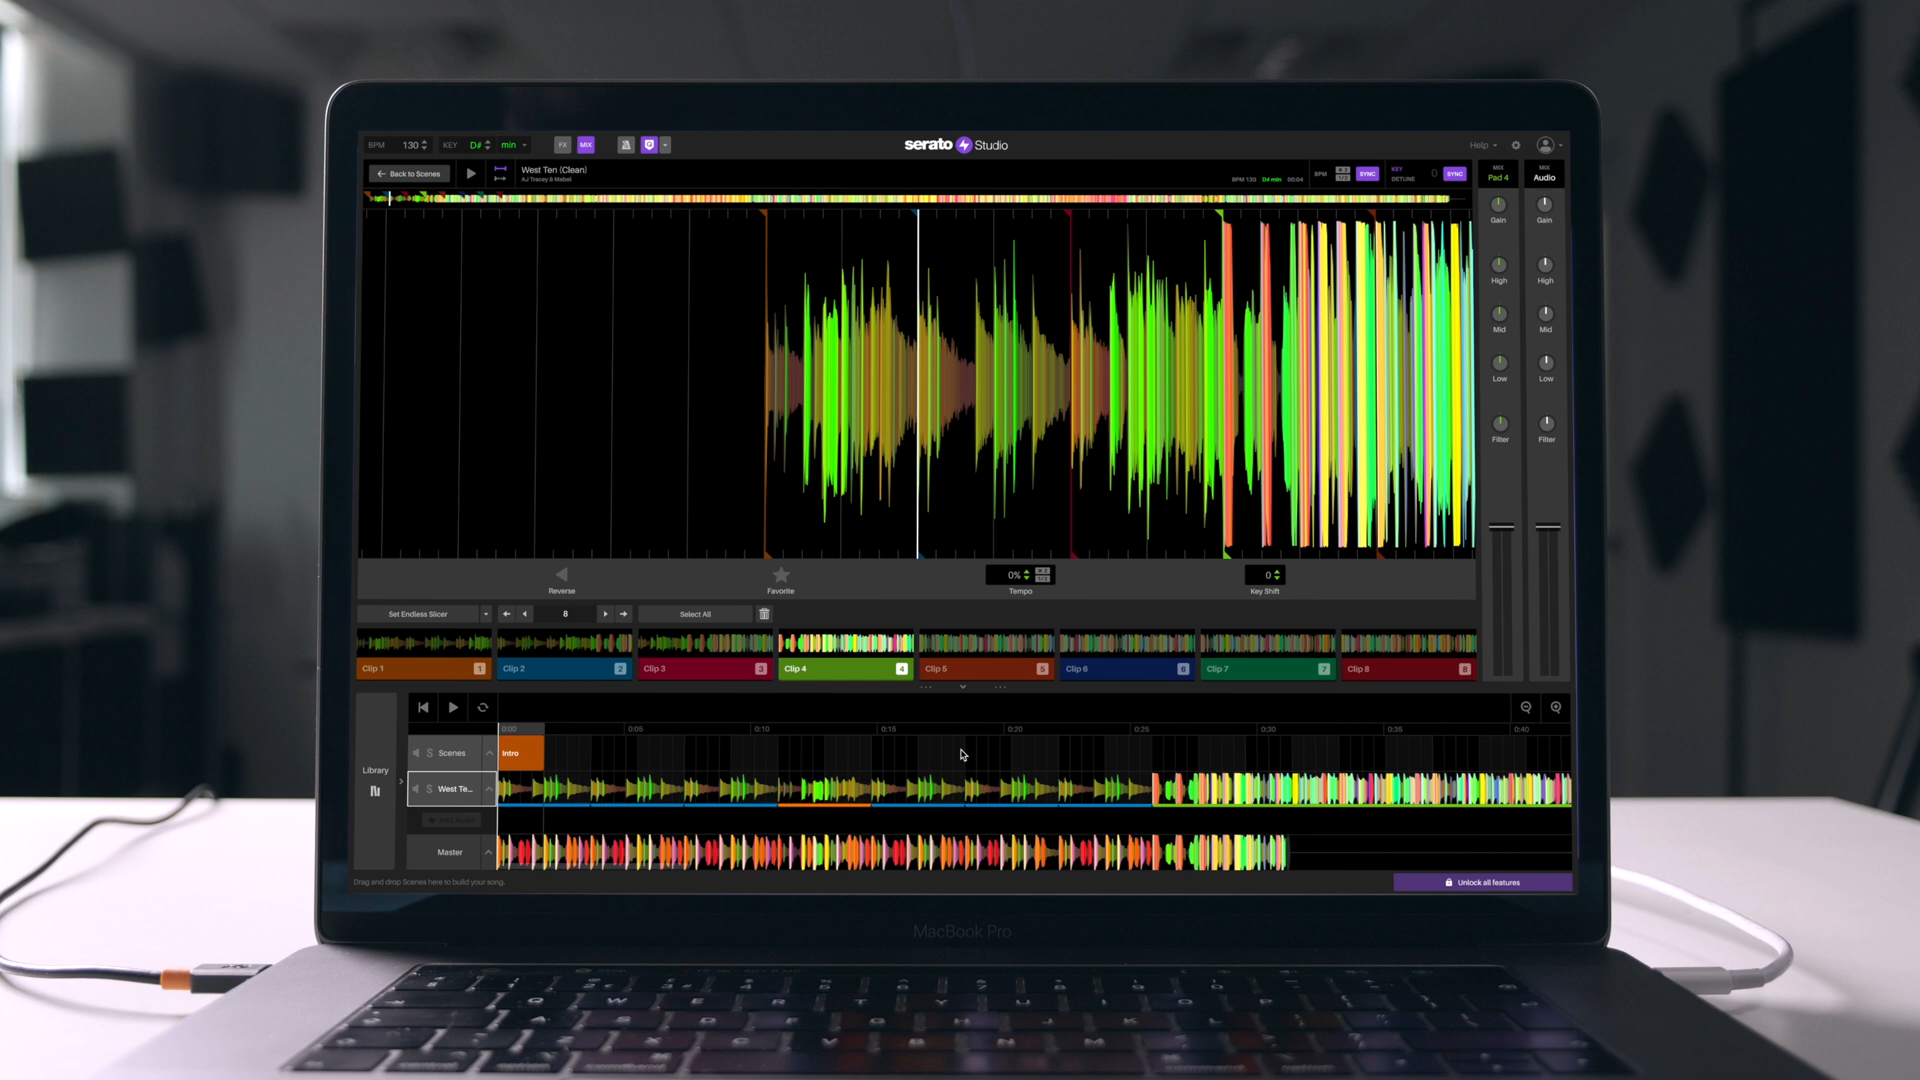 BPM 130 KEY D# min FX MIX serato Studio Help
Back to Scenes West Ten (Clean) BPM SYNC KEY 0 SYNC MIX MIX
AJ Tracey & Mabel BPM 130 D# min 00:04 DETUNE Pad 4 Audio
Gain Gain
High High
Mid Mid
Low Low
Filter Filter
0% X 2 0
1/2
Reverse Favorite Tempo Key Shift
Set Endless Slicer 8 Select All
Clip 1 1 Clip 2 2 Clip 3 3 Clip 4 4 Clip 5 5 Clip 6 6 Clip 7 7 Clip 8 8
0:00 0:05 0:10 0:15 0:20 0:25 0:30 0:35 0:40
S Scenes Intro
Library
S West Te...
Add Audio
Master
Drag and drop Scenes here to build your song. Unlock all features
MacBook Pro